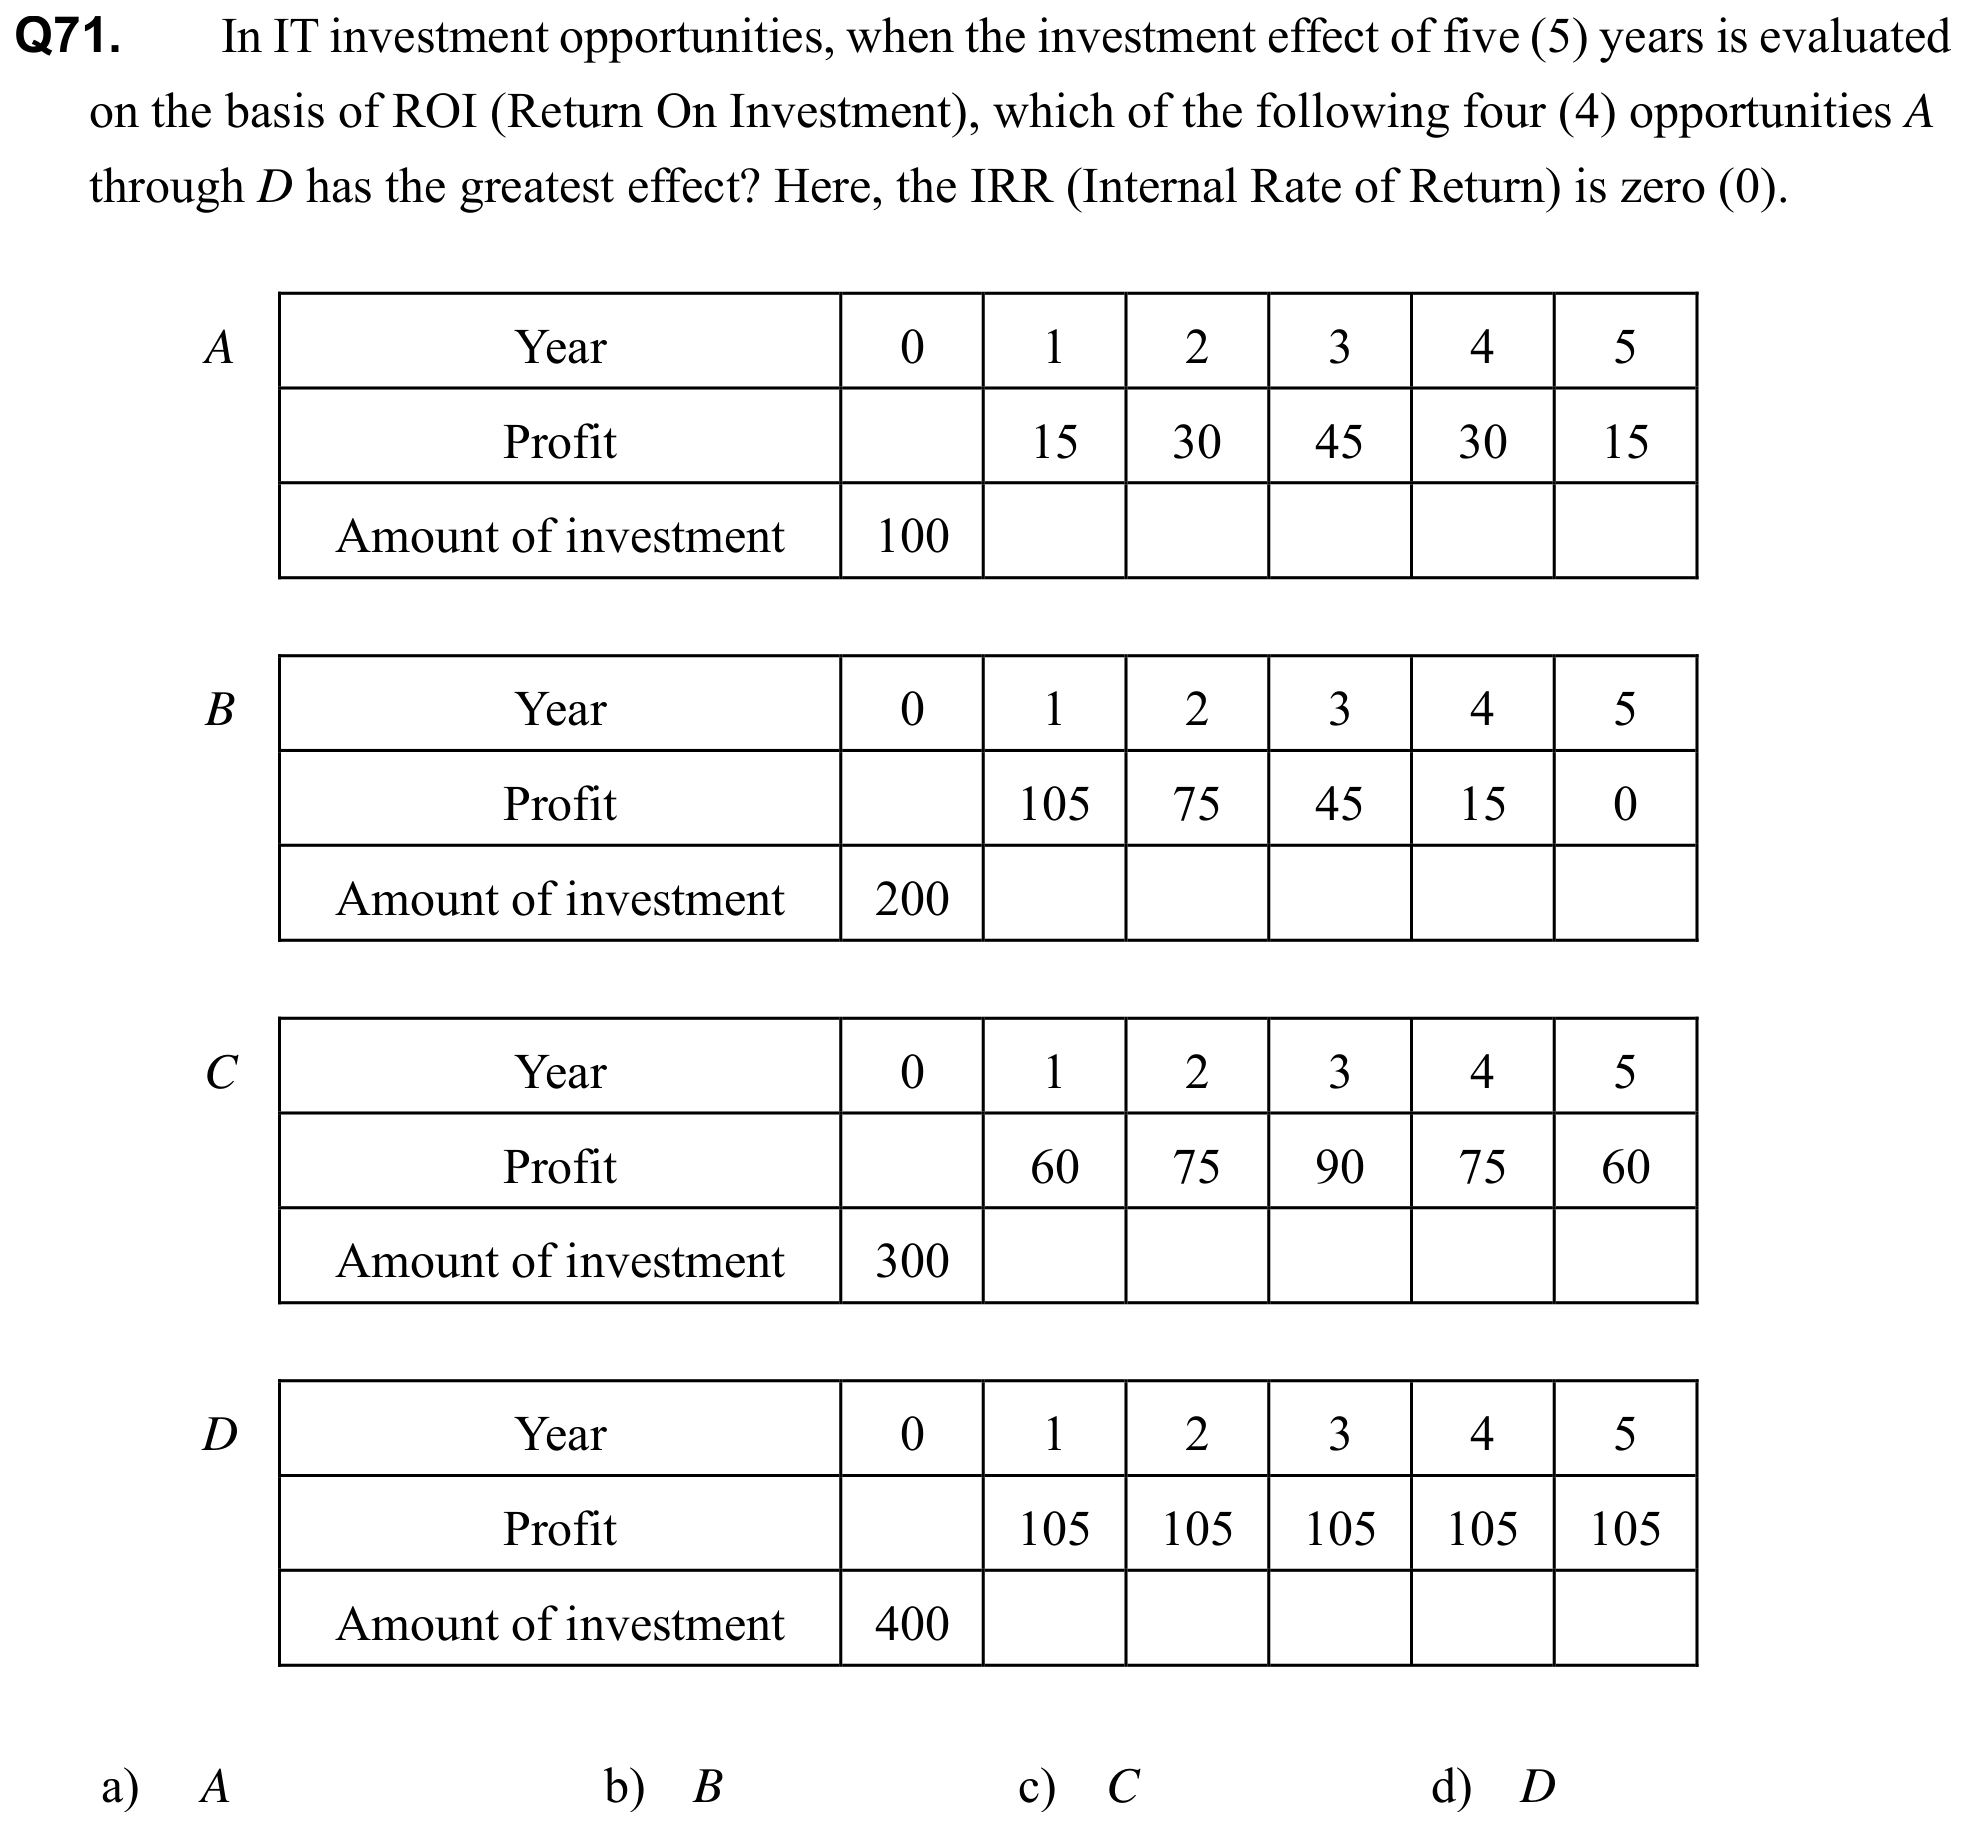 Q71. In IT investment opportunities, when the investment effect of five (5) years is evaluated
on the basis of ROI (Return On Investment), which of the following four (4) opportunities A
through D has the greatest effect? Here, the IRR (Internal Rate of Return) is zero (0).
A Year 0 1 2 3 4 5
Profit 15 30 45 30 15
Amount of investment 100
B Year 0 1 2 3 4 5
Profit 105 75 45 15 0
Amount of investment 200
C Year 0 1 2 3 4 5
Profit 60 75 90 75 60
Amount of investment 300
D Year 0 1 2 3 4 5
Profit 105 105 105 105 105
Amount of investment 400
a) A b) B c) C d) D